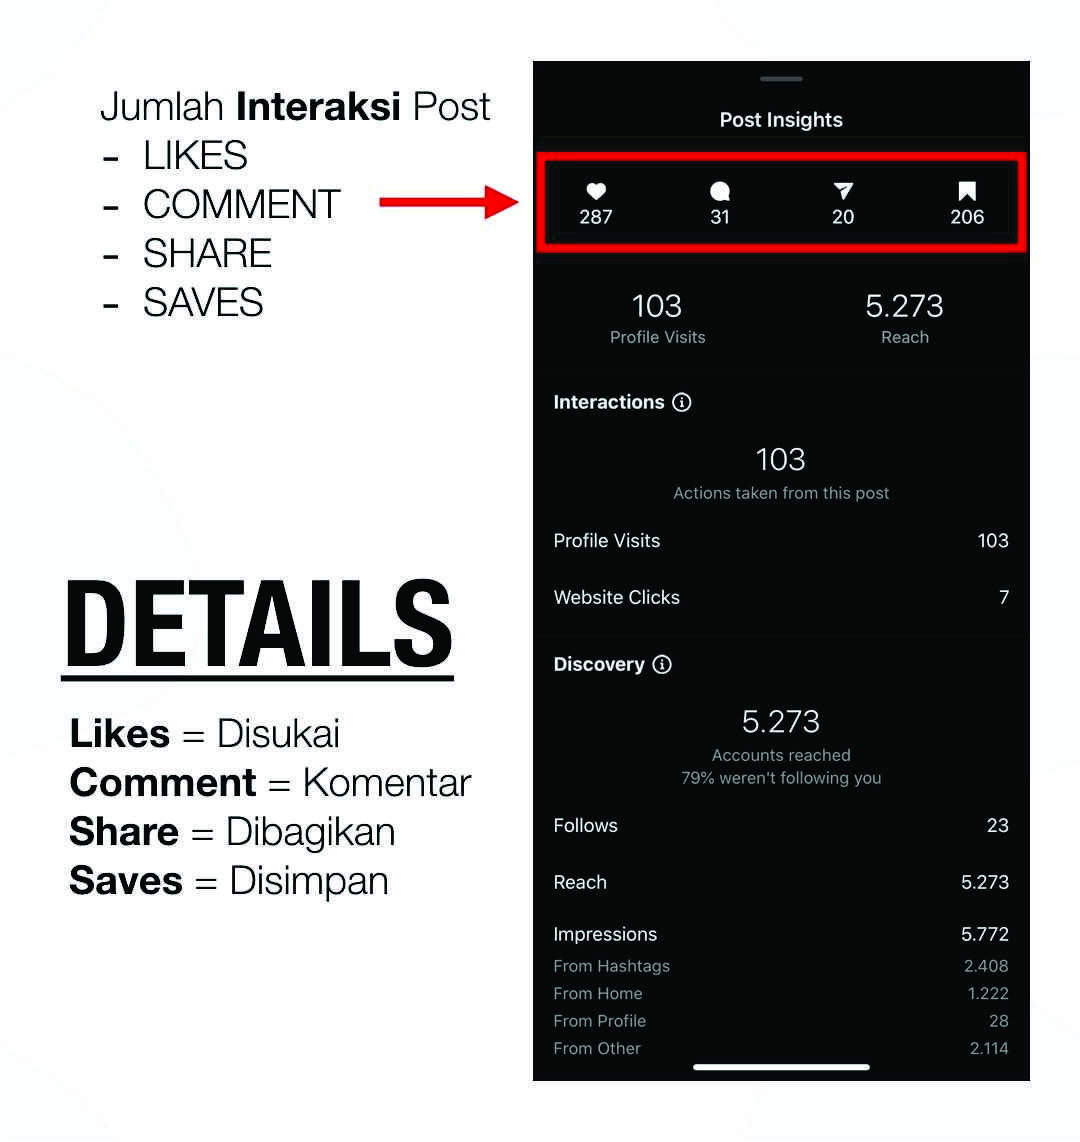 Jumlah Interaksi Post
- LIKES
- COMMENT
- SHARE
- SAVES
DETAILS
Likes = Disukai
Comment = Komentar
Share = Dibagikan
Saves = Disimpan
Post Insights
287 31 20 206
103 5.273
Profile Visits Reach
Interactions
103
Actions taken from this post
Profile Visits 103
Website Clicks 7
Discovery
5.273
Accounts reached
79% weren't following you
Follows 23
Reach 5.273
Impressions 5.772
From Hashtags 2.408
From Home 1.222
From Profile 28
From Other 2.114